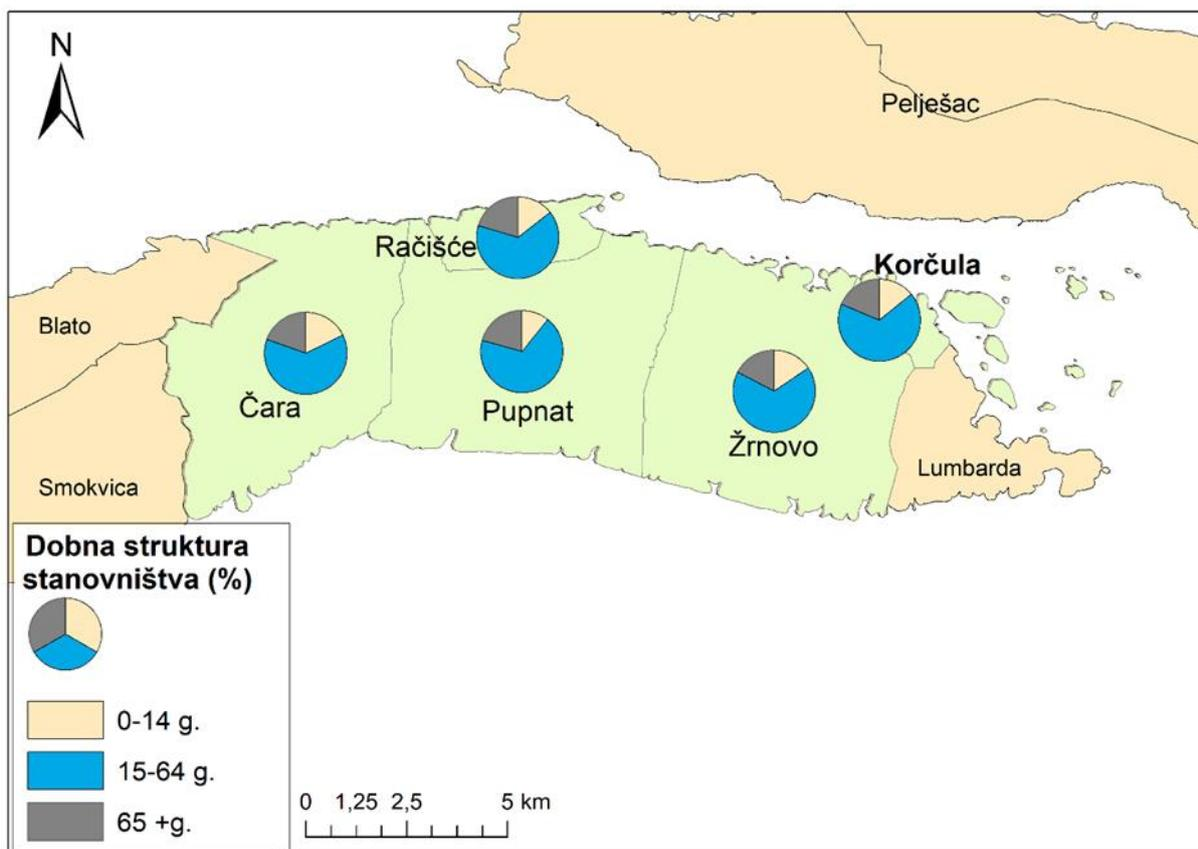 N
Pelješac
Račišće
Korčula
Blato
Čara
Pupnat
Žrnovo
Lumbarda
Smokvica
Dobna struktura
stanovništva (%)
0-14 g.
15-64 g.
65 +g.
0 1,25 2,5 5 km